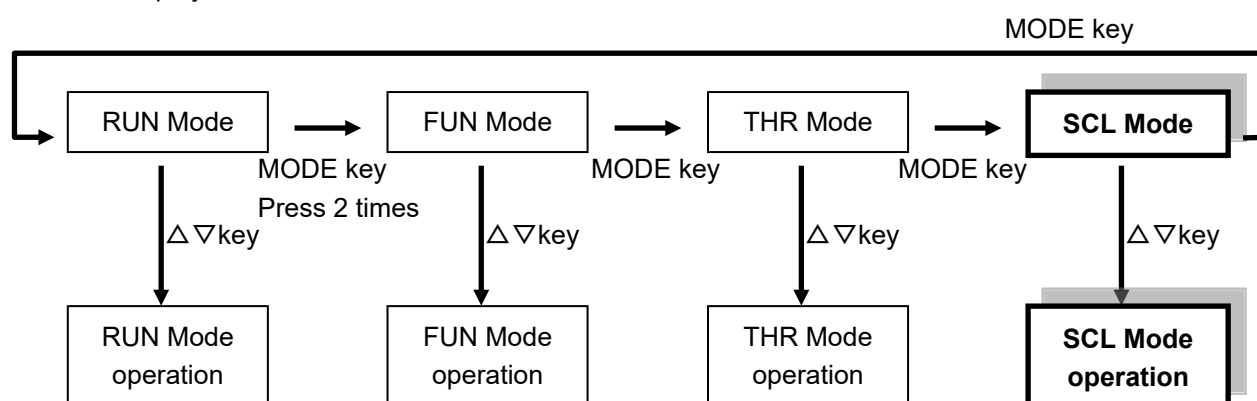 MODE key
RUN Mode
FUN Mode
THR Mode
SCL Mode
MODE key
Press 2 times
MODE key
MODE key
△▽key
△▽key
△▽key
△▽key
RUN Mode
operation
FUN Mode
operation
THR Mode
operation
SCL Mode
operation